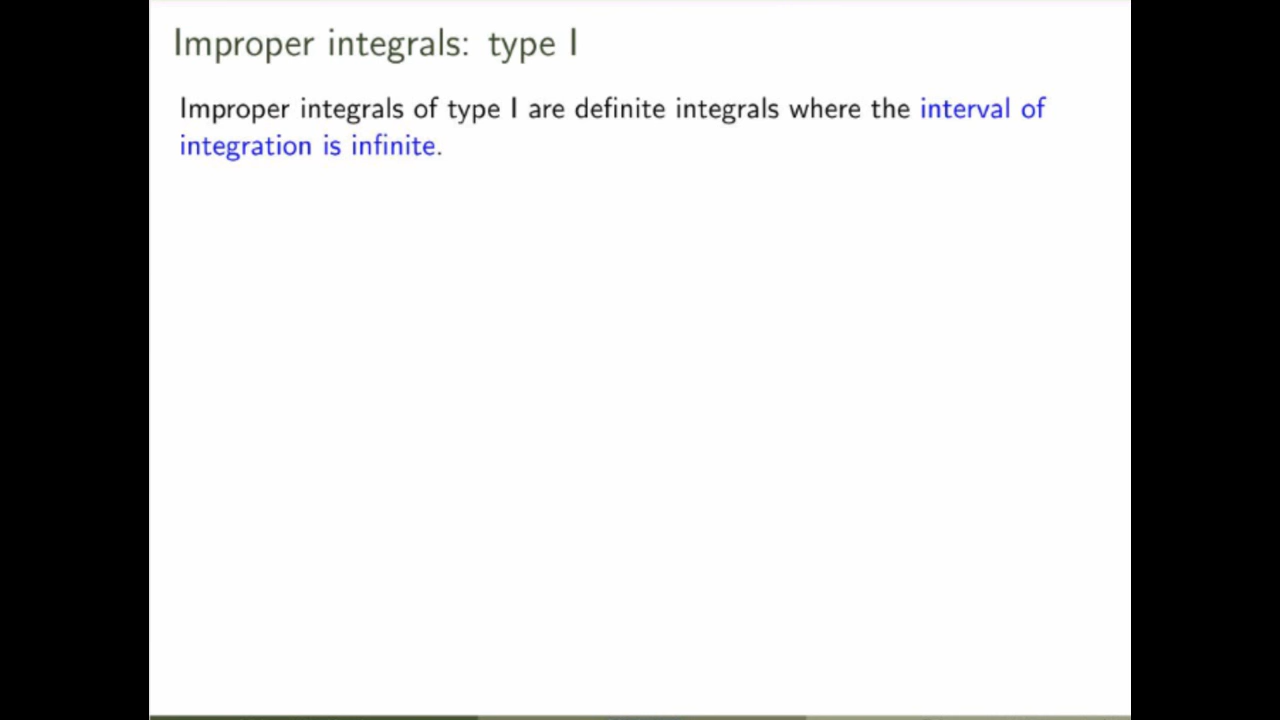 Improper integrals: type I
Improper integrals of type I are definite integrals where the interval of
integration is infinite.